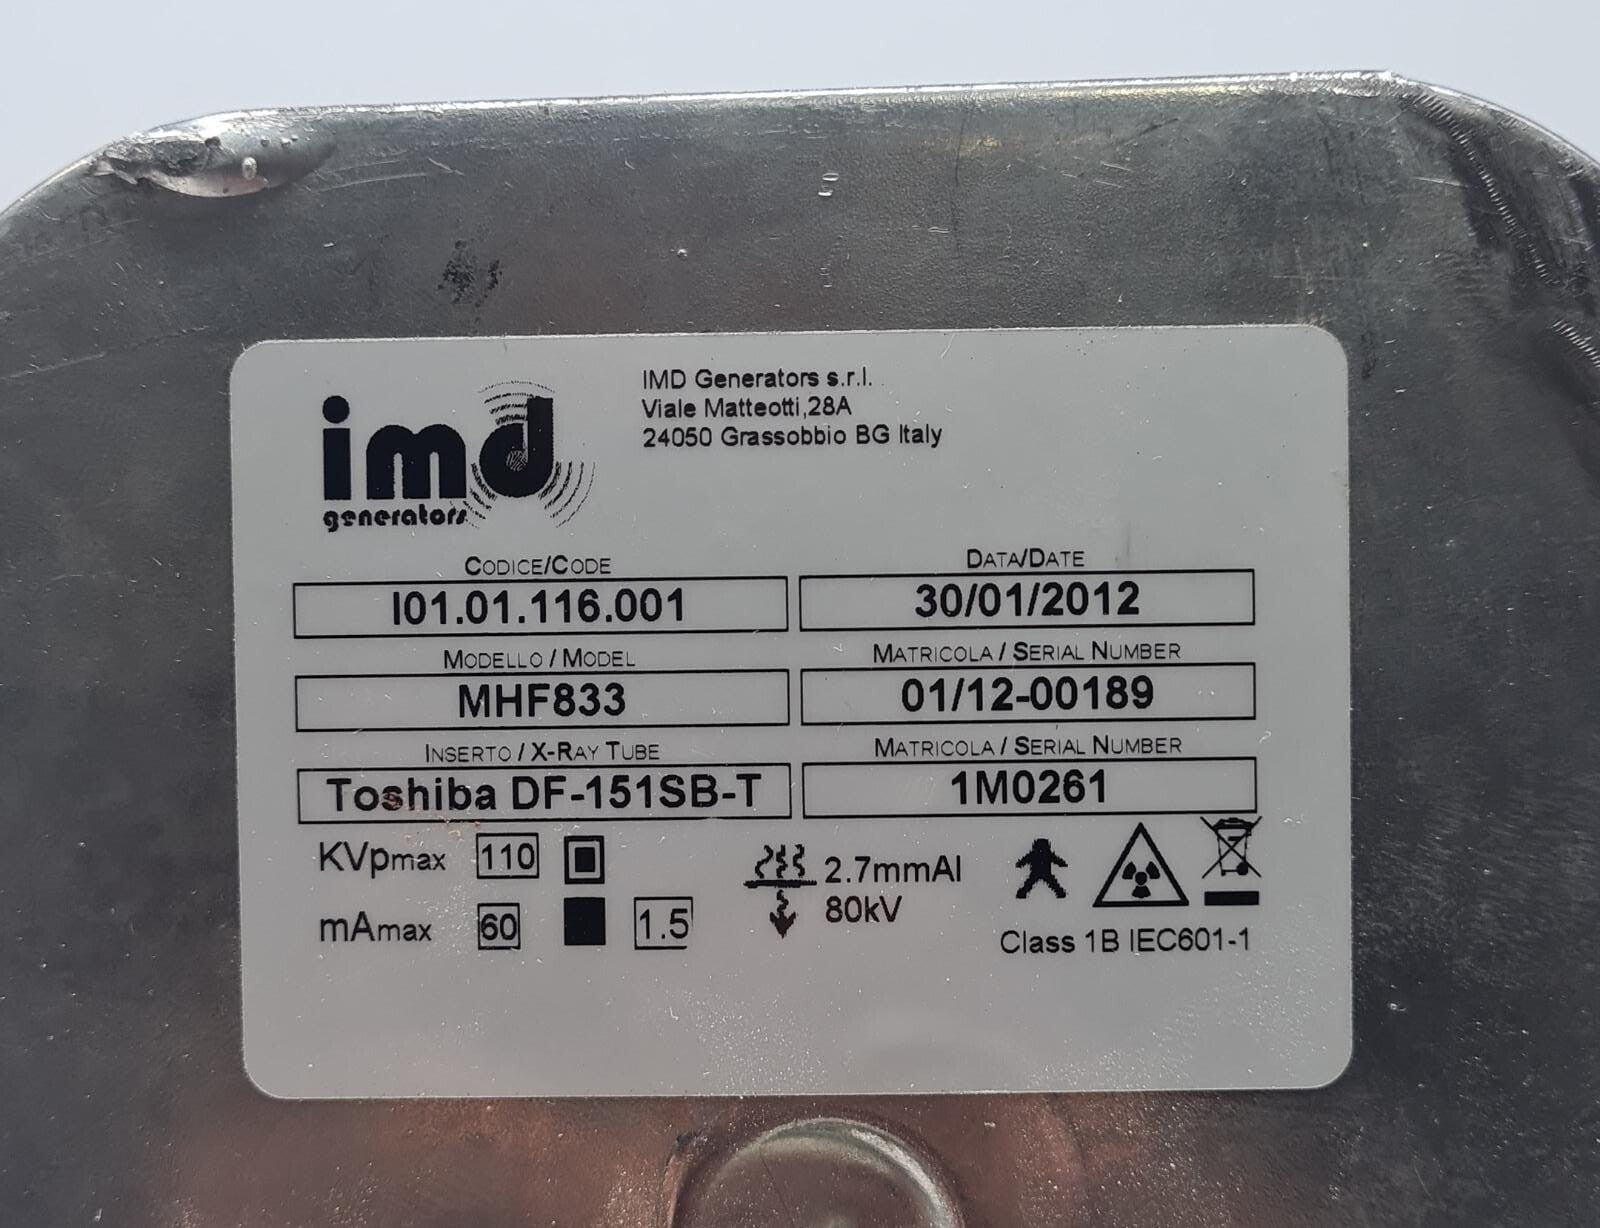 imd
generators
IMD Generators s.r.l.
Viale Matteotti,28A
24050 Grassobbio BG Italy
CODICE/CODE
I01.01.116.001
DATA/DATE
30/01/2012
MODELLO / MODEL
MHF833
MATRICOLA / SERIAL NUMBER
01/12-00189
INSERTO / X-RAY TUBE
Toshiba DF-151SB-T
MATRICOLA / SERIAL NUMBER
1M0261
KVpmax 110
mAmax 60 1.5
2.7mmAl
80kV
Class 1B IEC601-1